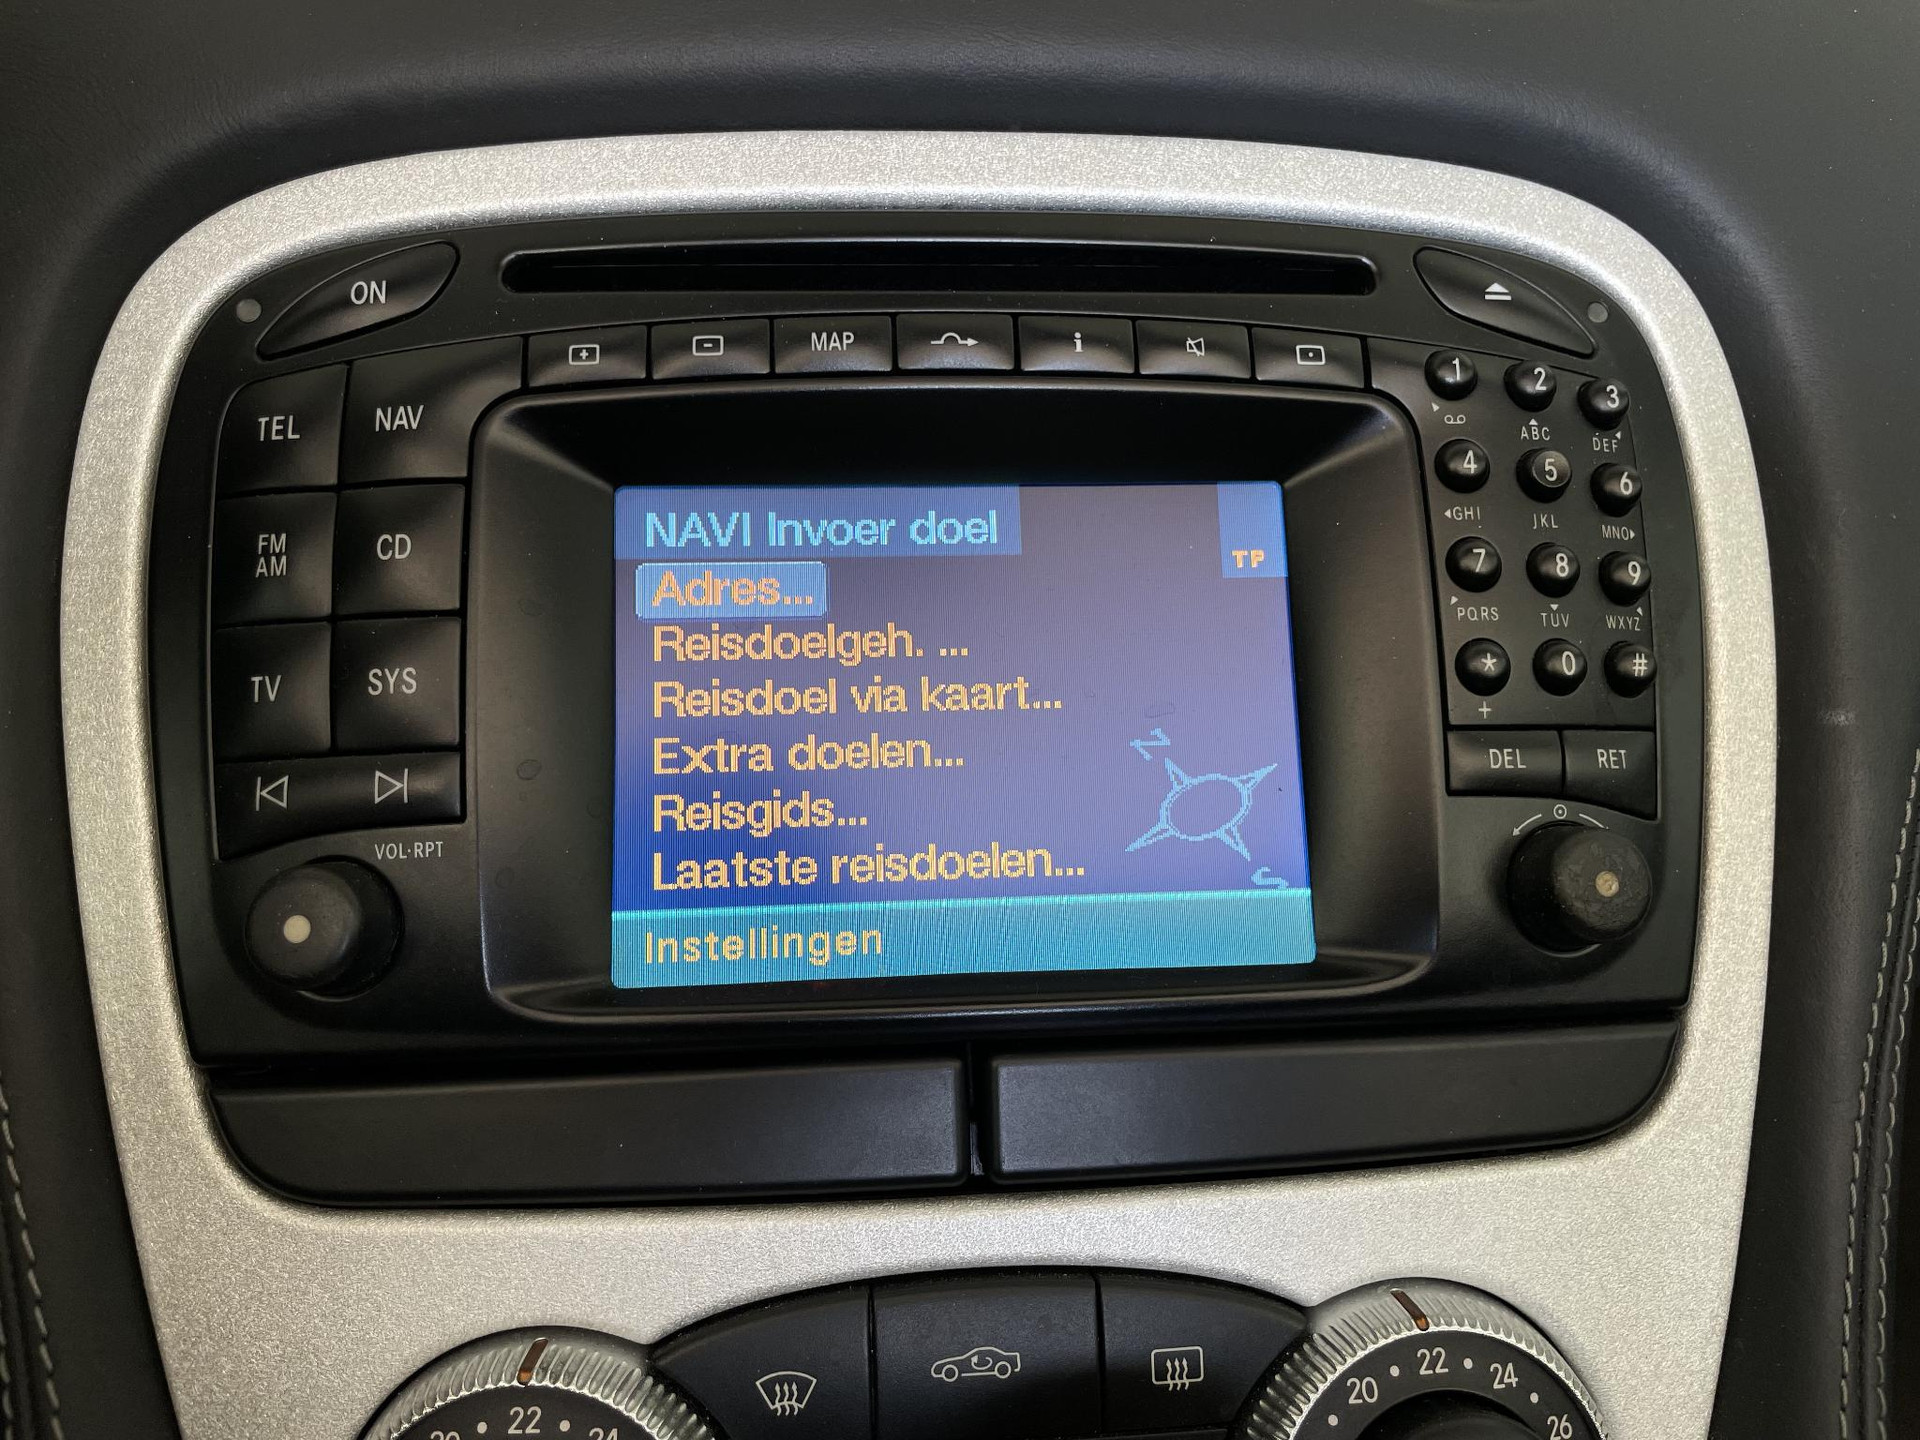 ON
MAP
i
TEL
NAV
FM
AM
CD
TV
SYS
VOL·RPT
NAVI Invoer doel
TP
Adres...
Reisdoelgeh. ...
Reisdoel via kaart...
Extra doelen...
Reisgids...
Laatste reisdoelen...
Instellingen
N
S
1
2
3
ABC
DEF
4
5
6
GHI
JKL
MNO
7
8
9
PQRS
TUV
WXYZ
*
0
#
+
DEL
RET
22
20
22
24
26